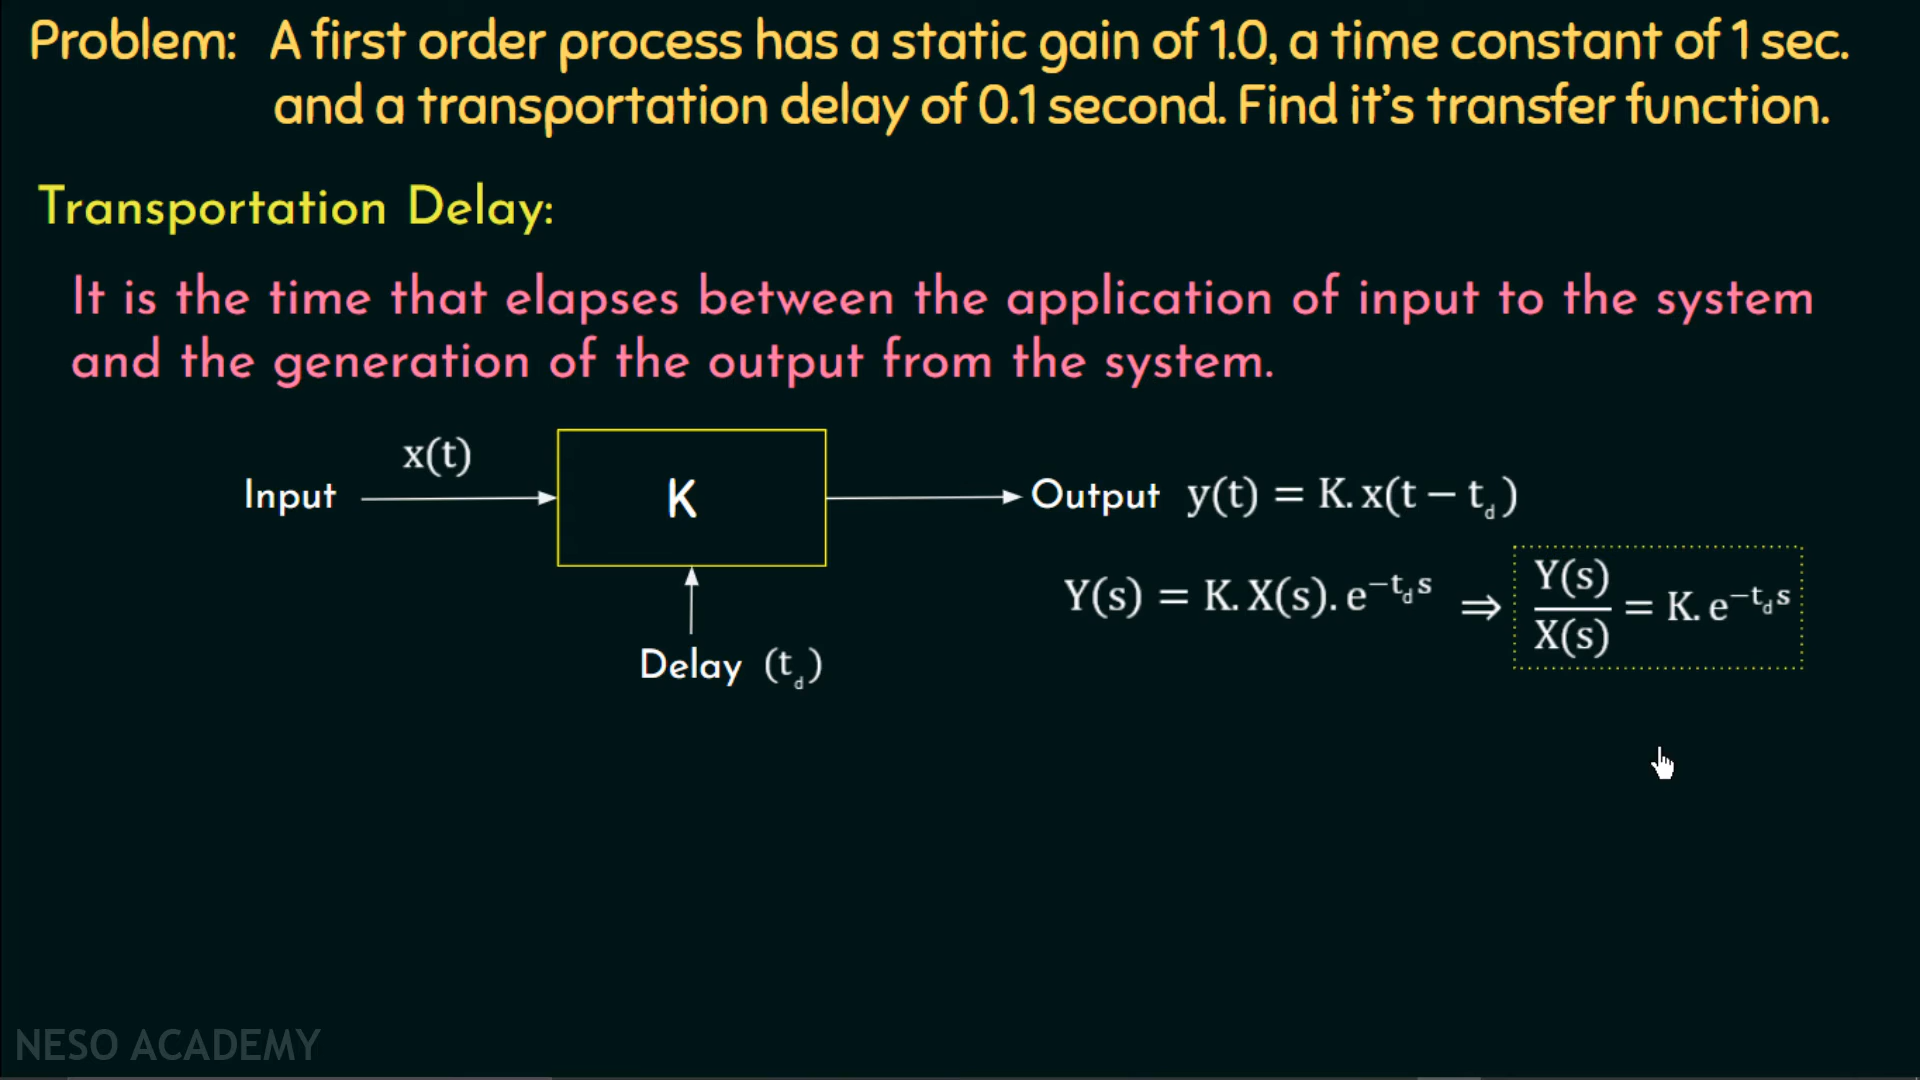 Problem: A first order process has a static gain of 1.0, a time constant of 1 sec.
and a transportation delay of 0.1 second. Find it's transfer function.
Transportation Delay:
It is the time that elapses between the application of input to the system
and the generation of the output from the system.
x(t)
Input K Output y(t) = K. x(t − t_d)
Y(s) = K. X(s). e^{−t_d s} ⇒ Y(s)/X(s) = K. e^{−t_d s}
Delay (t_d)
NESO ACADEMY